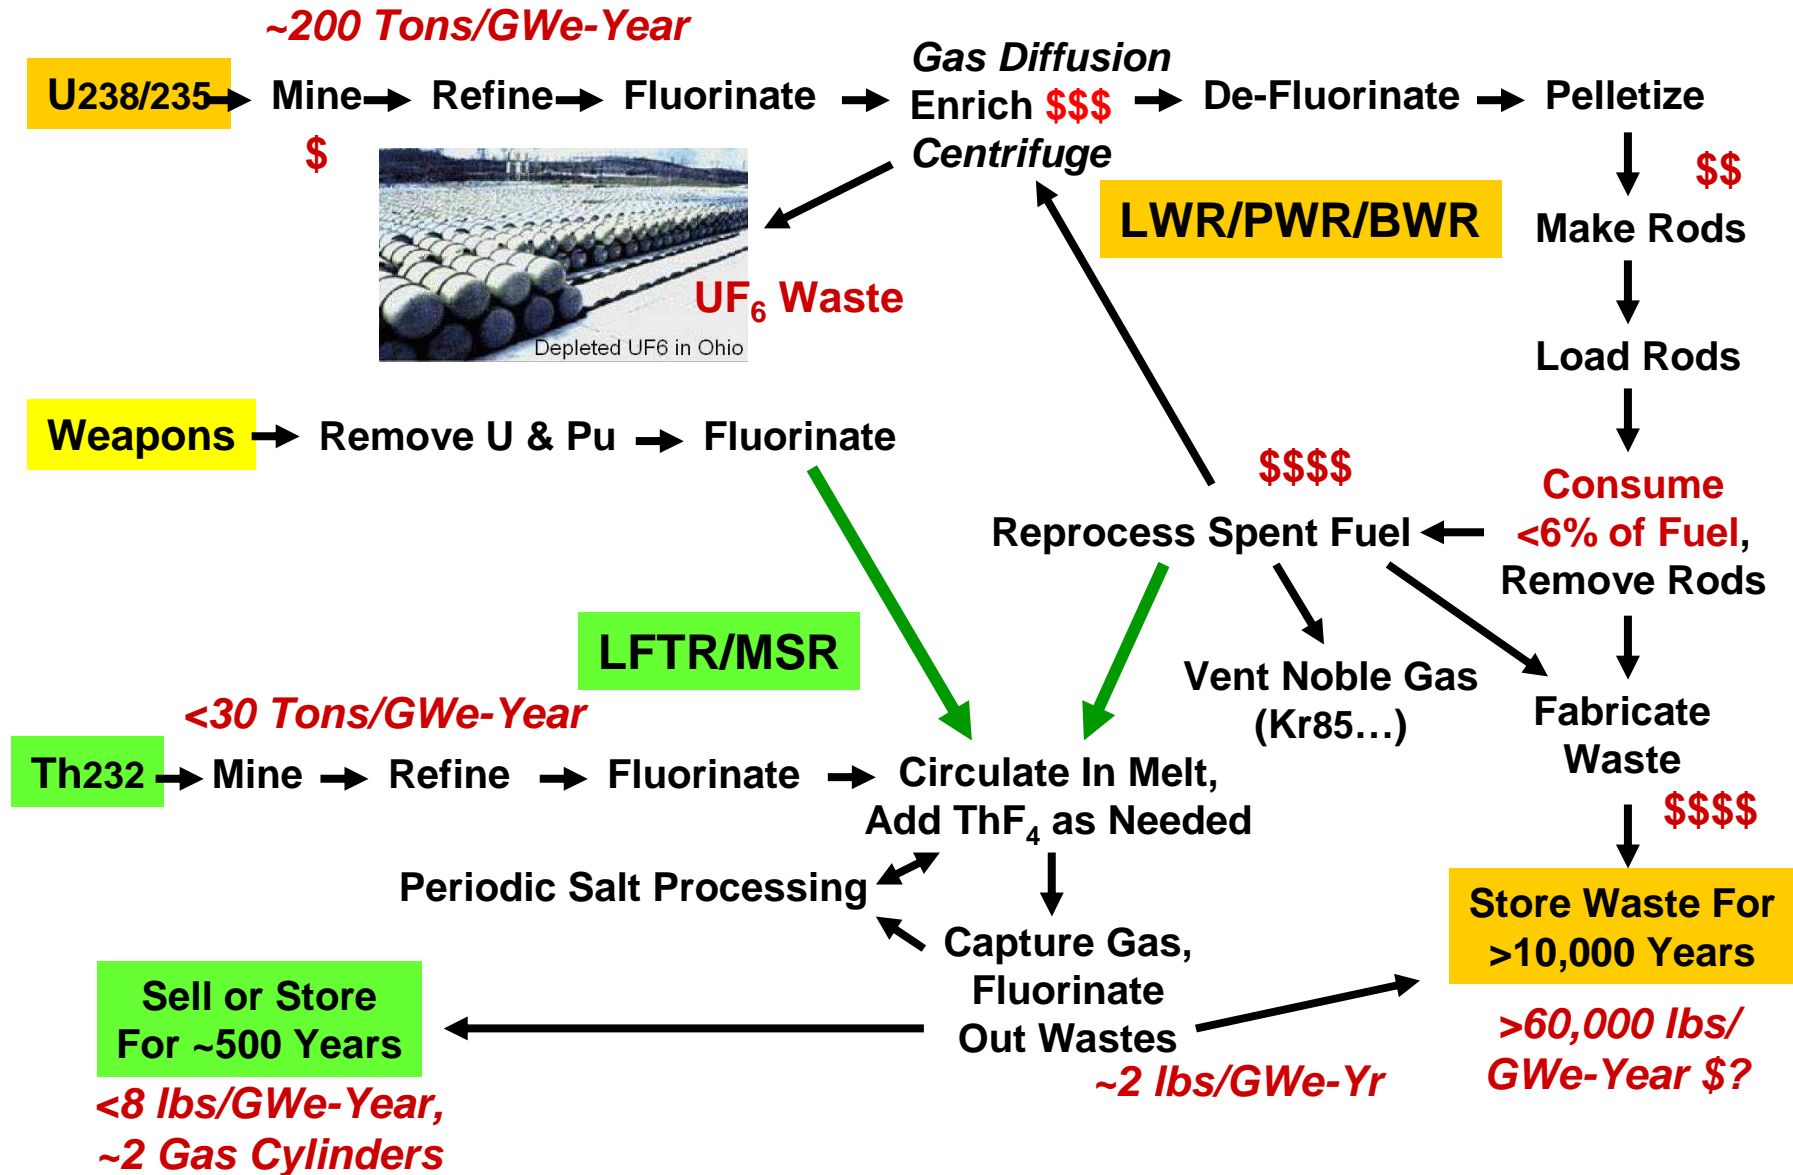 ~200 Tons/GWe-Year
U238/235
Mine
Refine
Fluorinate
Gas Diffusion
Enrich $$$
Centrifuge
De-Fluorinate
Pelletize
$
$$
LWR/PWR/BWR
Make Rods
UF6 Waste
Depleted UF6 in Ohio
Load Rods
Weapons
Remove U & Pu
Fluorinate
$$$$
Reprocess Spent Fuel
Consume
<6% of Fuel,
Remove Rods
LFTR/MSR
Vent Noble Gas
(Kr85…)
Fabricate
Waste
$$$$
<30 Tons/GWe-Year
Th232
Mine
Refine
Fluorinate
Circulate In Melt,
Add ThF4 as Needed
Periodic Salt Processing
Capture Gas,
Fluorinate
Out Wastes
Store Waste For
>10,000 Years
Sell or Store
For ~500 Years
~2 lbs/GWe-Yr
>60,000 lbs/
GWe-Year $?
<8 lbs/GWe-Year,
~2 Gas Cylinders